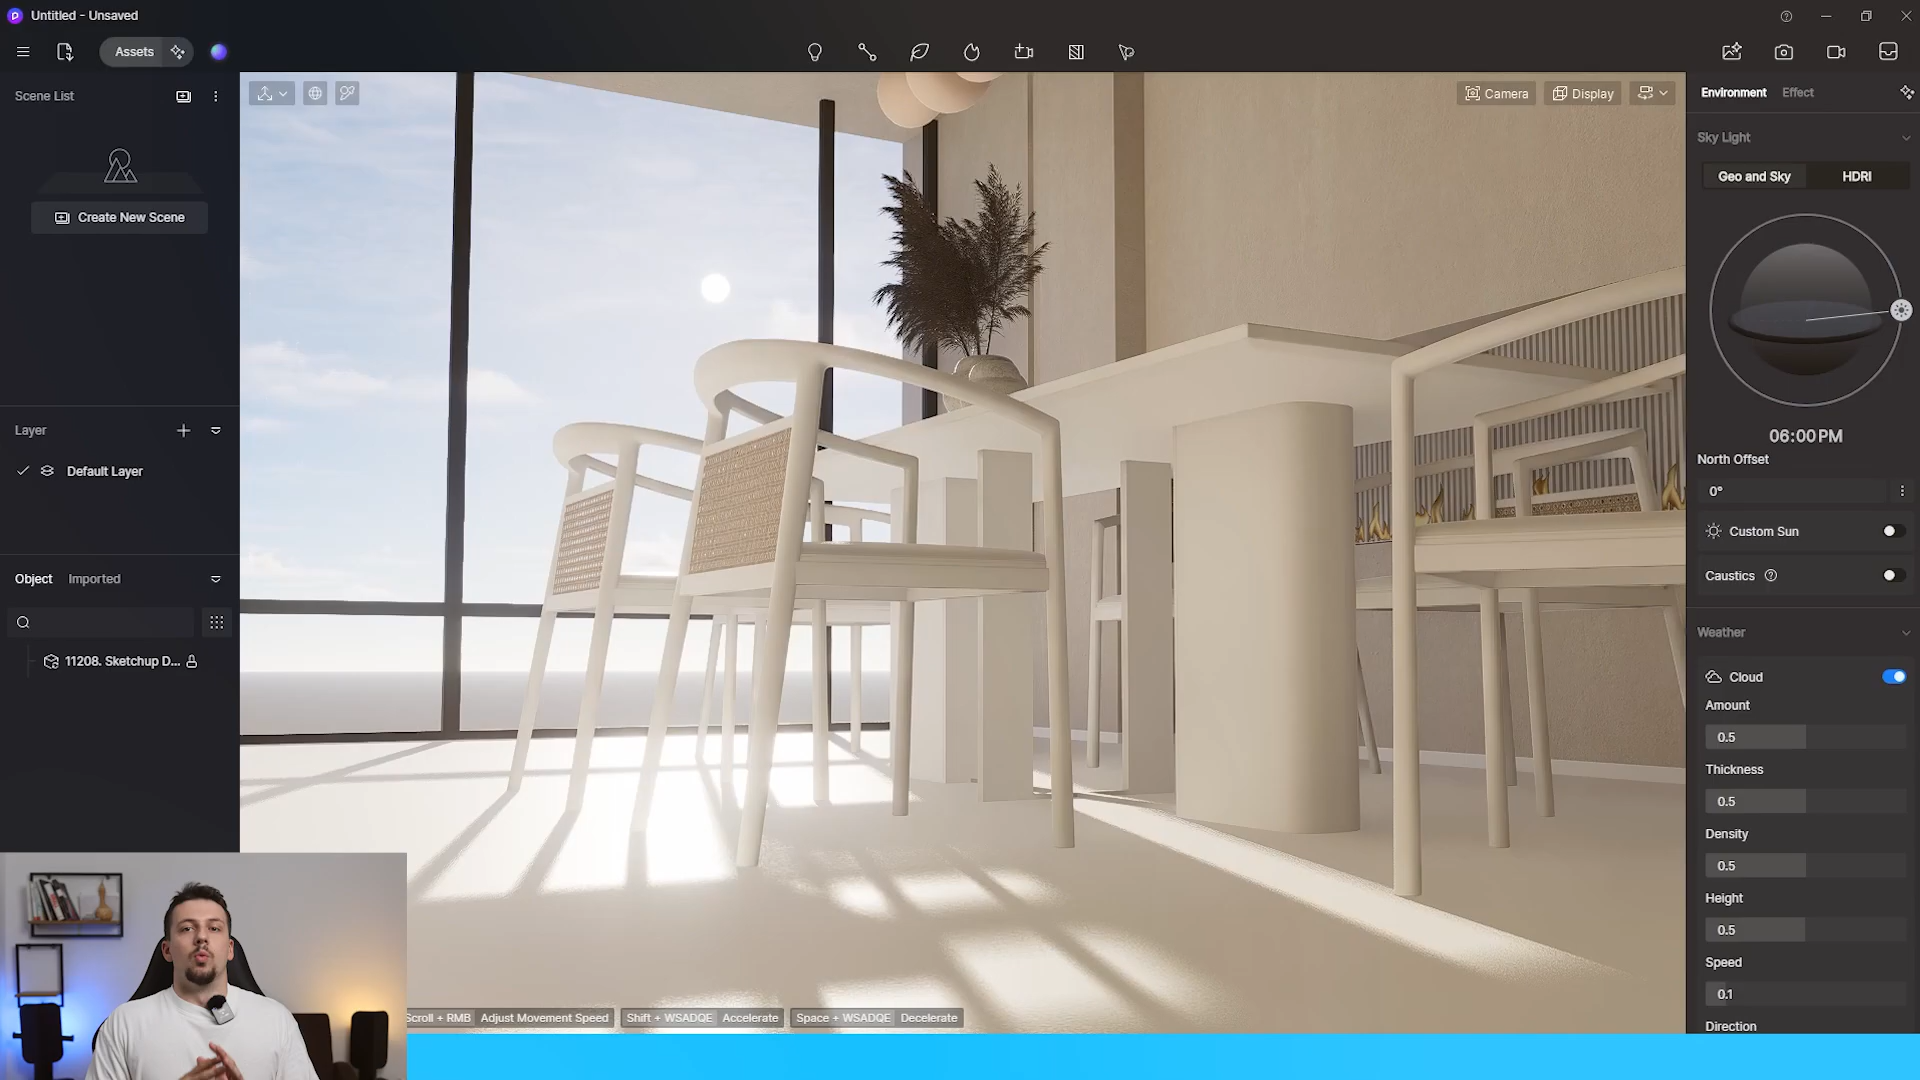 Untitled - Unsaved
Assets
Scene List
Create New Scene
Layer
Default Layer
Object Imported
11208. Sketchup D...
Camera Display
Scroll + RMB Adjust Movement Speed Shift + WSADQE Accelerate Space + WSADQE Decelerate
Environment Effect
Sky Light
Geo and Sky HDRI
06:00 PM
North Offset
0°
Custom Sun
Caustics
Weather
Cloud
Amount
0.5
Thickness
0.5
Density
0.5
Height
0.5
Speed
0.1
Direction